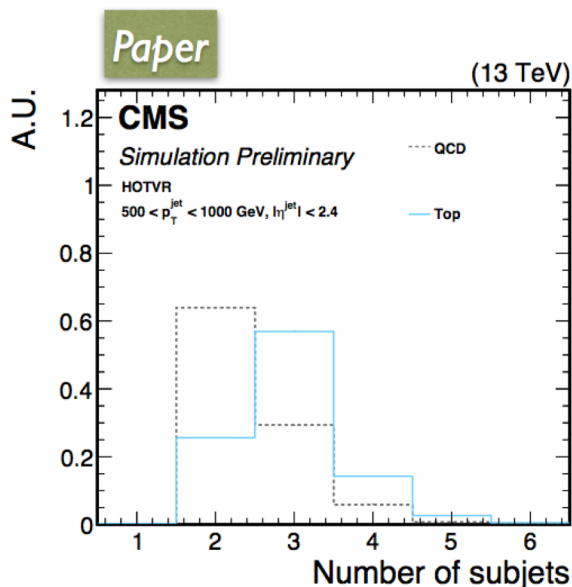 Paper
(13 TeV)
A.U.
CMS
Simulation Preliminary
HOTVR
500 < p_T^jet < 1000 GeV, |η^jet| < 2.4
QCD
Top
1.2
1
0.8
0.6
0.4
0.2
0
1 2 3 4 5 6
Number of subjets